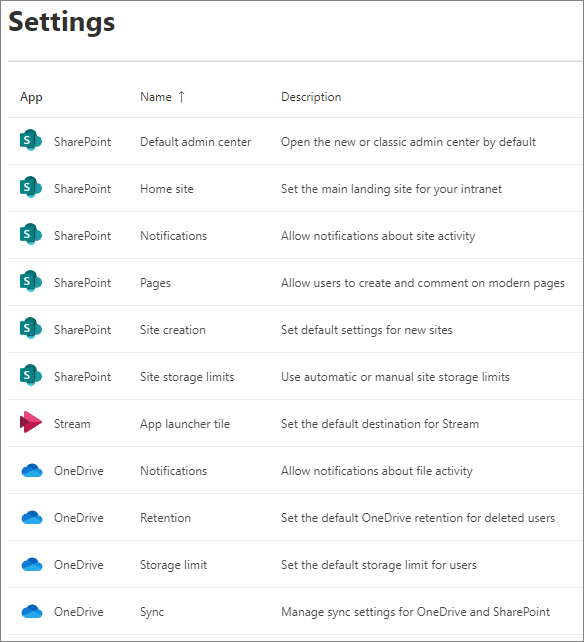 Settings
App Name ↑ Description
SharePoint Default admin center Open the new or classic admin center by default
SharePoint Home site Set the main landing site for your intranet
SharePoint Notifications Allow notifications about site activity
SharePoint Pages Allow users to create and comment on modern pages
SharePoint Site creation Set default settings for new sites
SharePoint Site storage limits Use automatic or manual site storage limits
Stream App launcher tile Set the default destination for Stream
OneDrive Notifications Allow notifications about file activity
OneDrive Retention Set the default OneDrive retention for deleted users
OneDrive Storage limit Set the default storage limit for users
OneDrive Sync Manage sync settings for OneDrive and SharePoint